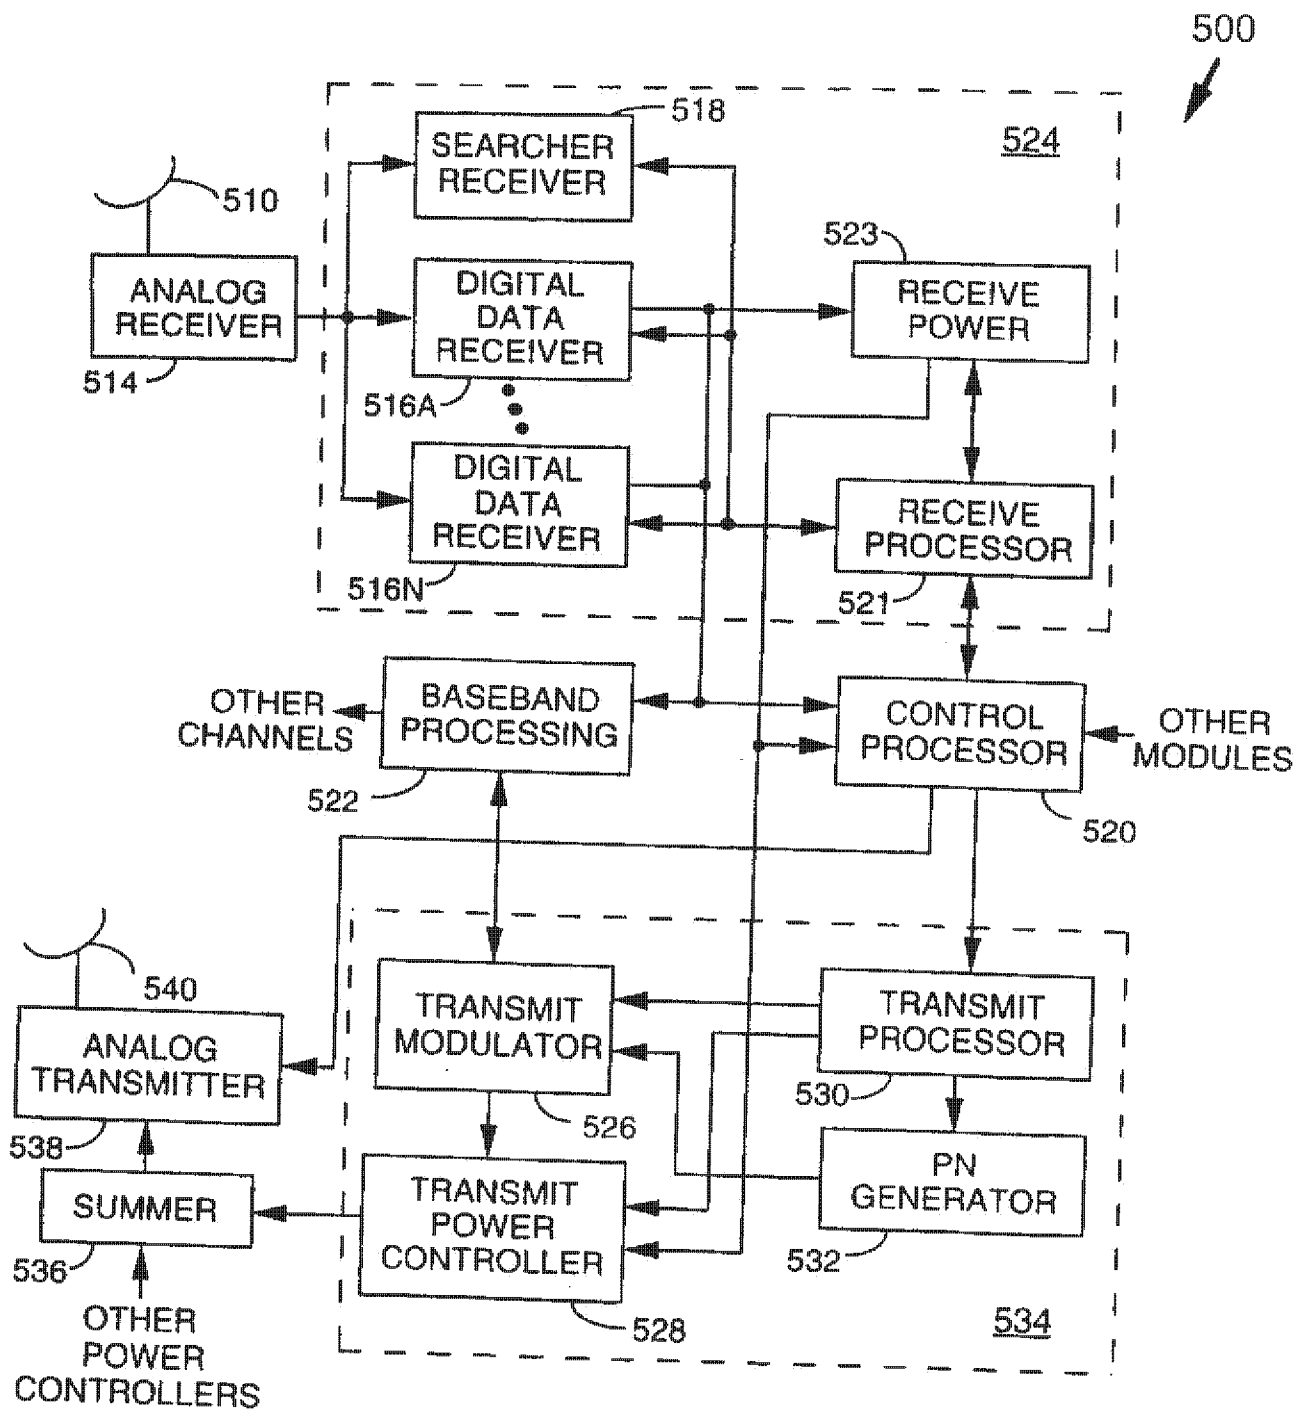 500
518
SEARCHER
RECEIVER
524
510
523
ANALOG
RECEIVER
DIGITAL
DATA
RECEIVER
RECEIVE
POWER
514
516A
DIGITAL
DATA
RECEIVER
RECEIVE
PROCESSOR
516N
521
OTHER
CHANNELS
BASEBAND
PROCESSING
CONTROL
PROCESSOR
OTHER
MODULES
522
520
540
ANALOG
TRANSMITTER
TRANSMIT
MODULATOR
TRANSMIT
PROCESSOR
538
526
530
SUMMER
TRANSMIT
POWER
CONTROLLER
PN
GENERATOR
536
532
OTHER
POWER
CONTROLLERS
528
534